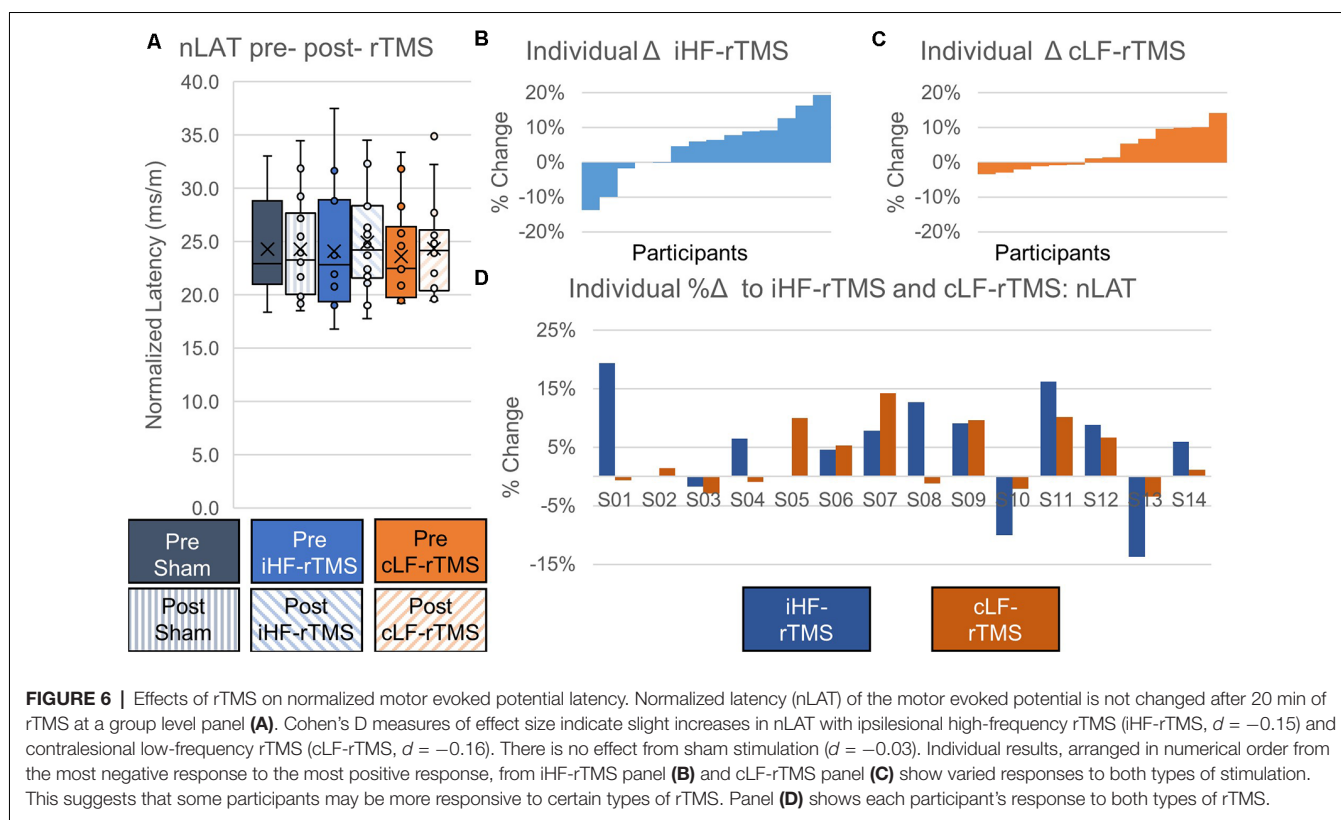 A nLAT pre- post- rTMS
40.0
35.0
30.0
25.0
20.0
15.0
10.0
5.0
0.0
Normalized Latency (ms/m)
Pre Sham
Pre iHF-rTMS
Pre cLF-rTMS
Post Sham
Post iHF-rTMS
Post cLF-rTMS
B Individual Δ iHF-rTMS
20%
10%
0%
-10%
-20%
% Change
Participants
C Individual Δ cLF-rTMS
20%
10%
0%
-10%
-20%
% Change
Participants
D Individual %Δ to iHF-rTMS and cLF-rTMS: nLAT
25%
15%
5%
-5%
-15%
% Change
S01 S02 S03 S04 S05 S06 S07 S08 S09 S10 S11 S12 S13 S14
iHF-
rTMS
cLF-
rTMS
FIGURE 6 | Effects of rTMS on normalized motor evoked potential latency. Normalized latency (nLAT) of the motor evoked potential is not changed after 20 min of
rTMS at a group level panel (A). Cohen's D measures of effect size indicate slight increases in nLAT with ipsilesional high-frequency rTMS (iHF-rTMS, d = −0.15) and
contralesional low-frequency rTMS (cLF-rTMS, d = −0.16). There is no effect from sham stimulation (d = −0.03). Individual results, arranged in numerical order from
the most negative response to the most positive response, from iHF-rTMS panel (B) and cLF-rTMS panel (C) show varied responses to both types of stimulation.
This suggests that some participants may be more responsive to certain types of rTMS. Panel (D) shows each participant's response to both types of rTMS.